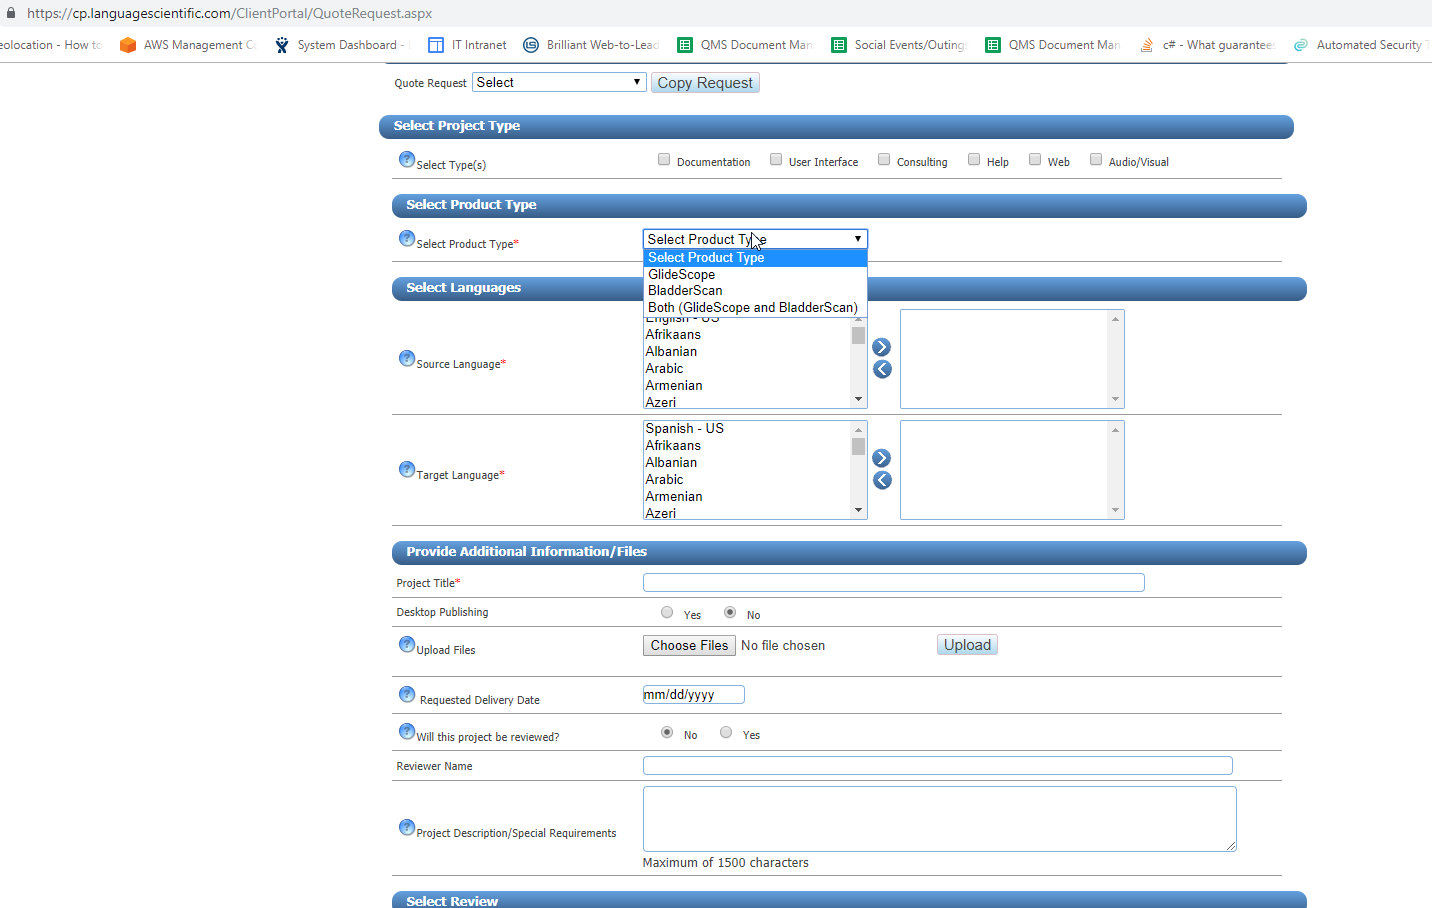 https://cp.languagescientific.com/ClientPortal/QuoteRequest.aspx
eolocation - How to AWS Management C System Dashboard - IT Intranet Brilliant Web-to-Lead QMS Document Man Social Events/Outing QMS Document Man c# - What guarantee Automated Security T
Quote Request Select Copy Request
Select Project Type
? Select Type(s) Documentation User Interface Consulting Help Web Audio/Visual
Select Product Type
? Select Product Type* Select Product Type
Select Product Type
GlideScope
Select Languages
BladderScan
Both (GlideScope and BladderScan)
English - US
Afrikaans
Albanian
? Source Language*
Arabic
Armenian
Azeri
Spanish - US
Afrikaans
Albanian
? Target Language*
Arabic
Armenian
Azeri
Provide Additional Information/Files
Project Title*
Desktop Publishing Yes No
? Upload Files Choose Files No file chosen Upload
? Requested Delivery Date mm/dd/yyyy
? Will this project be reviewed? No Yes
Reviewer Name
? Project Description/Special Requirements
Maximum of 1500 characters
Select Review